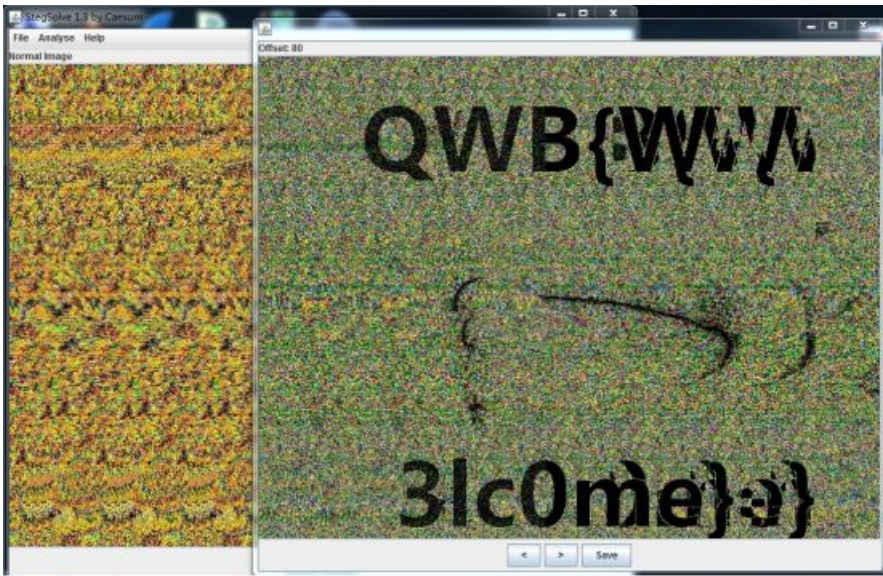 StegSolve 1.3 by Caesum
File Analyse Help
Normal Image
Offset: 80
QWB{W
3lc0me}
< > Save